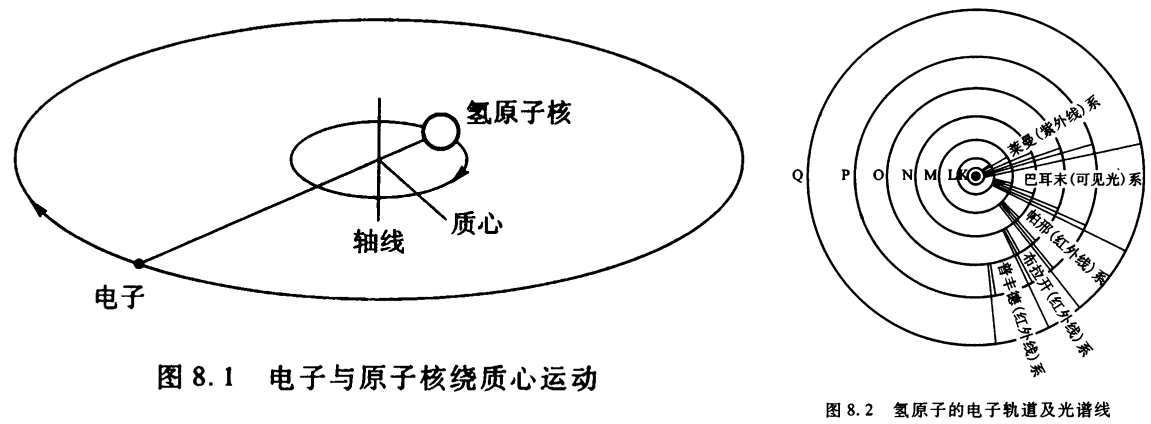 氢原子核
质心
轴线
电子
图 8.1 电子与原子核绕质心运动
Q P O N M L K
莱曼(紫外线)系
巴耳末(可见光)系
帕邢(红外线)系
布拉开(红外线)系
普丰德(红外线)系
图 8.2 氢原子的电子轨道及光谱线